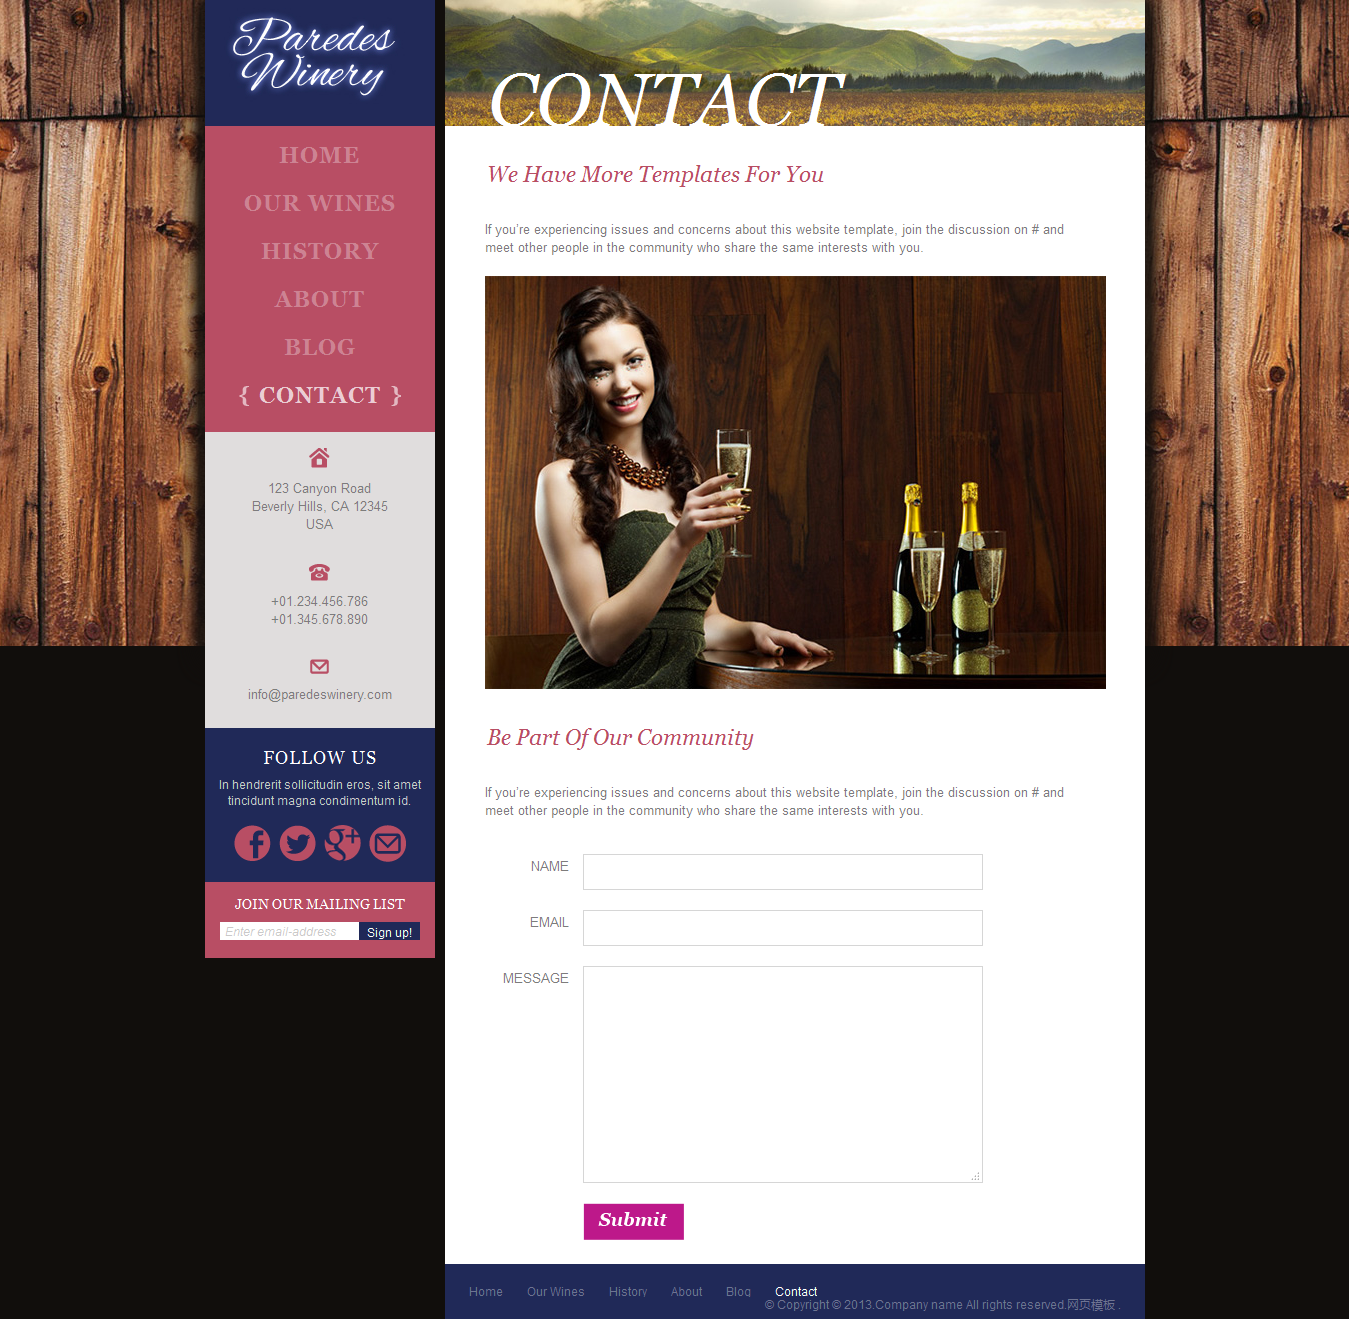 Paredes
Winery
HOME
OUR WINES
HISTORY
ABOUT
BLOG
{ CONTACT }
123 Canyon Road
Beverly Hills, CA 12345
USA
+01.234.456.786
+01.345.678.890
info@paredeswinery.com
FOLLOW US
In hendrerit sollicitudin eros, sit amet
tincidunt magna condimentum id.
JOIN OUR MAILING LIST
Enter email-address
Sign up!
CONTACT
We Have More Templates For You
If you're experiencing issues and concerns about this website template, join the discussion on # and
meet other people in the community who share the same interests with you.
Be Part Of Our Community
If you're experiencing issues and concerns about this website template, join the discussion on # and
meet other people in the community who share the same interests with you.
NAME
EMAIL
MESSAGE
Submit
Home Our Wines History About Blog Contact
© Copyright © 2013.Company name All rights reserved.网页模板 .